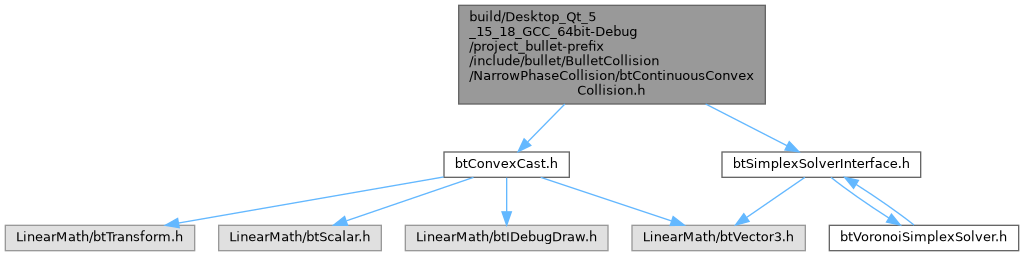 build/Desktop_Qt_5
_15_18_GCC_64bit-Debug
/project_bullet-prefix
/include/bullet/BulletCollision
/NarrowPhaseCollision/btContinuousConvex
Collision.h
btConvexCast.h
btSimplexSolverInterface.h
LinearMath/btTransform.h
LinearMath/btScalar.h
LinearMath/btIDebugDraw.h
LinearMath/btVector3.h
btVoronoiSimplexSolver.h